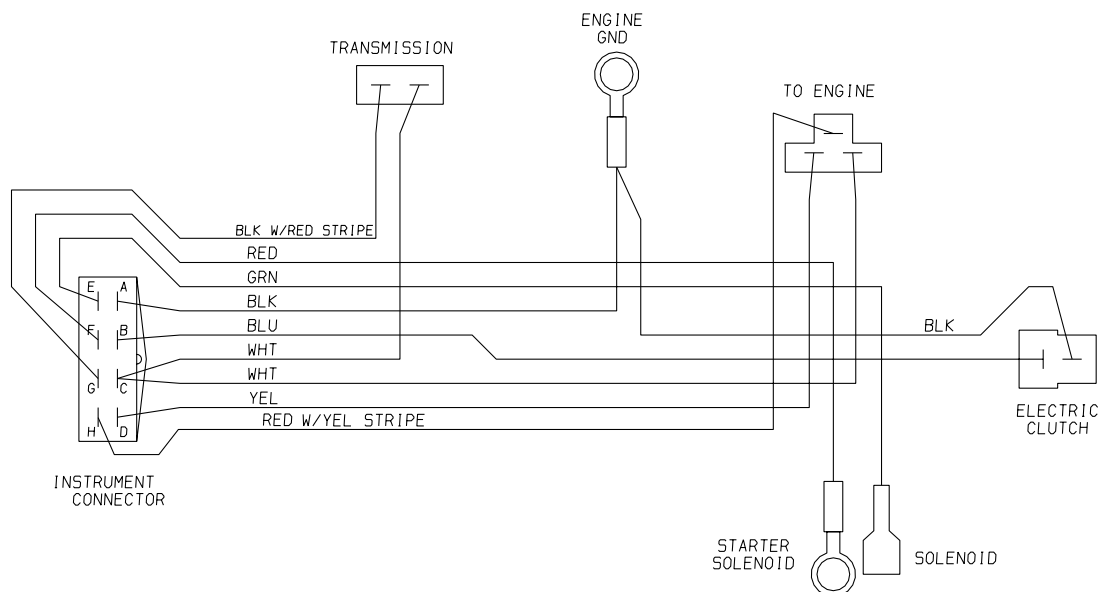 ENGINE
GND
TRANSMISSION
TO ENGINE
BLK W/RED STRIPE
RED
GRN
E A
BLK
F B
BLU
BLK
WHT
WHT
G C
YEL
RED W/YEL STRIPE
H D
ELECTRIC
CLUTCH
INSTRUMENT
CONNECTOR
STARTER
SOLENOID
SOLENOID